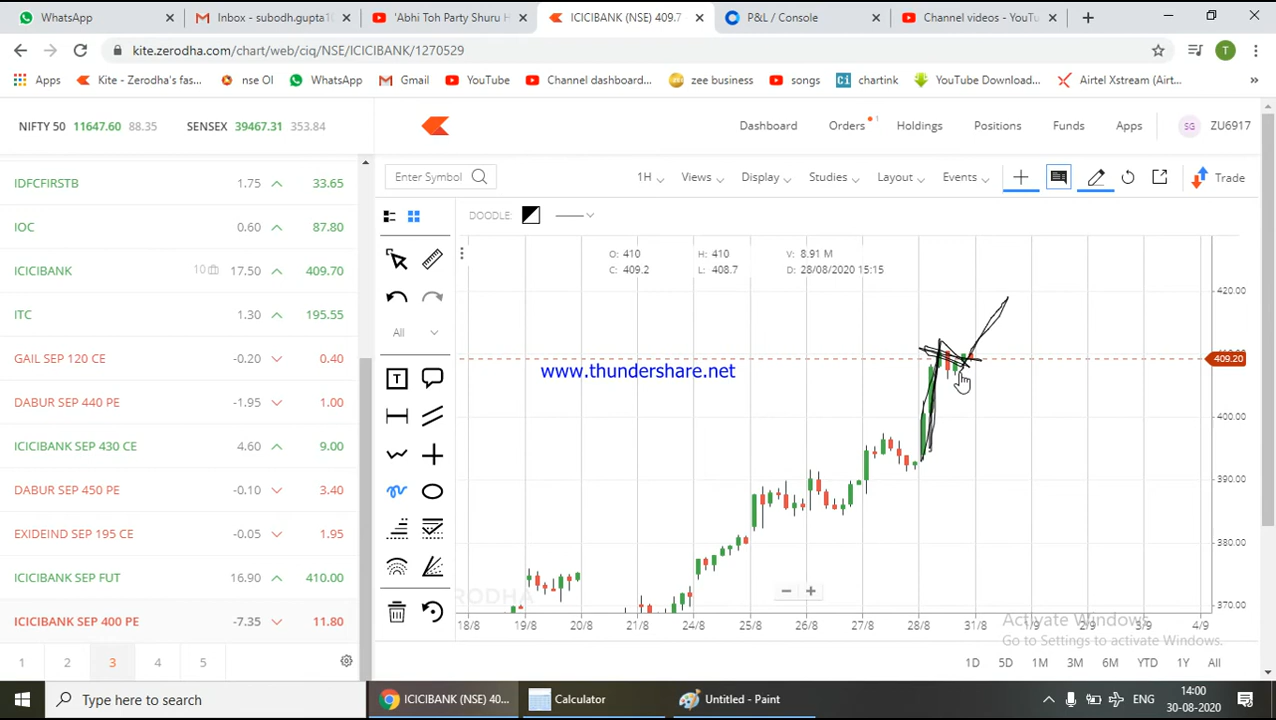 WhatsApp
Inbox - subodh.gupta10
'Abhi Toh Party Shuru H
ICICIBANK (NSE) 409.7
P&L / Console
Channel videos - YouTu
kite.zerodha.com/chart/web/ciq/NSE/ICICIBANK/1270529
T
Apps
Kite - Zerodha's fas...
nse OI
WhatsApp
Gmail
YouTube
Channel dashboard...
zee business
songs
Ci chartink
YouTube Download...
Airtel Xstream (Airt...
NIFTY 50 11647.60 88.35
SENSEX 39467.31 353.84
Dashboard
Orders 1
Holdings
Positions
Funds
Apps
SG ZU6917
IDFCFIRSTB 1.75 33.65
IOC 0.60 87.80
ICICIBANK 10 17.50 409.70
ITC 1.30 195.55
GAIL SEP 120 CE -0.20 0.40
DABUR SEP 440 PE -1.95 1.00
ICICIBANK SEP 430 CE 4.60 9.00
DABUR SEP 450 PE -0.10 3.40
EXIDEIND SEP 195 CE -0.05 1.95
ICICIBANK SEP FUT 16.90 410.00
ICICIBANK SEP 400 PE -7.35 11.80
1 2 3 4 5
Enter Symbol
1H
Views
Display
Studies
Layout
Events
Trade
DOODLE:
All
T
O: 410 H: 410 V: 8.91 M
C: 409.2 L: 408.7 D: 28/08/2020 15:15
www.thundershare.net
420.00
409.20
400.00
390.00
380.00
370.00
18/8 19/8 20/8 21/8 24/8 25/8 26/8 27/8 28/8 31/8 1/9 2/9 3/9 4/9
Activate Windows
Go to Settings to activate Windows.
1D 5D 1M 3M 6M YTD 1Y All
Type here to search
ICICIBANK (NSE) 40...
Calculator
Untitled - Paint
ENG
14:00
30-08-2020